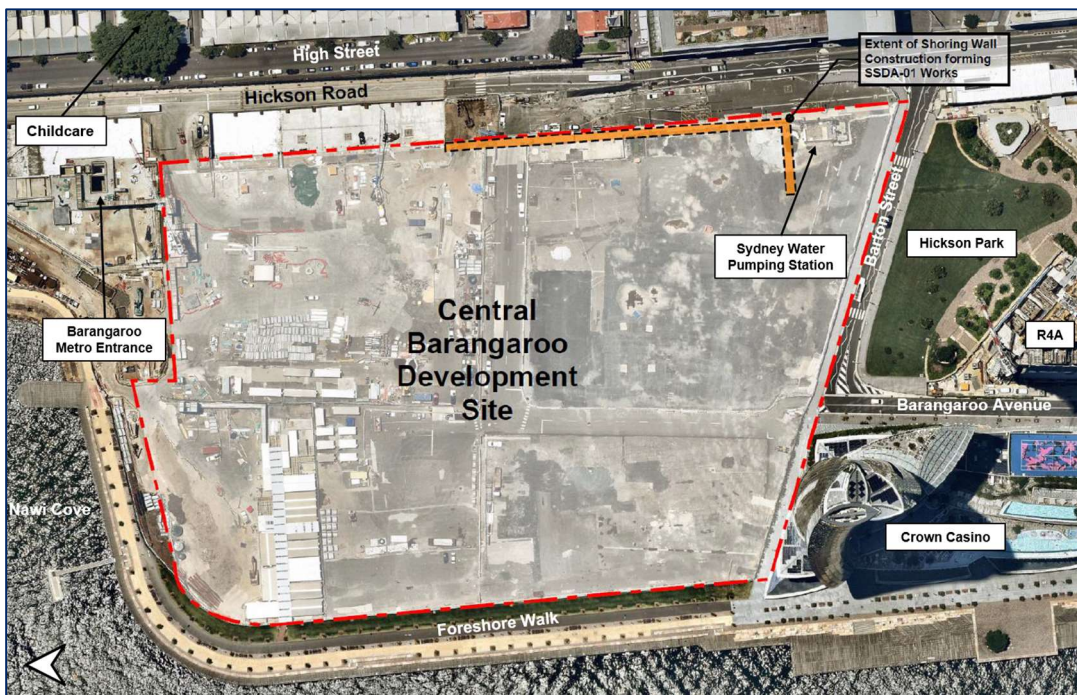 High Street
Extent of Shoring Wall
Construction forming
SSDA-01 Works
Hickson Road
Childcare
Barton Street
Hickson Park
Sydney Water
Pumping Station
Central
Barangaroo
Development
Site
Barangaroo
Metro Entrance
R4A
Barangaroo Avenue
Nawi Cove
Crown Casino
Foreshore Walk